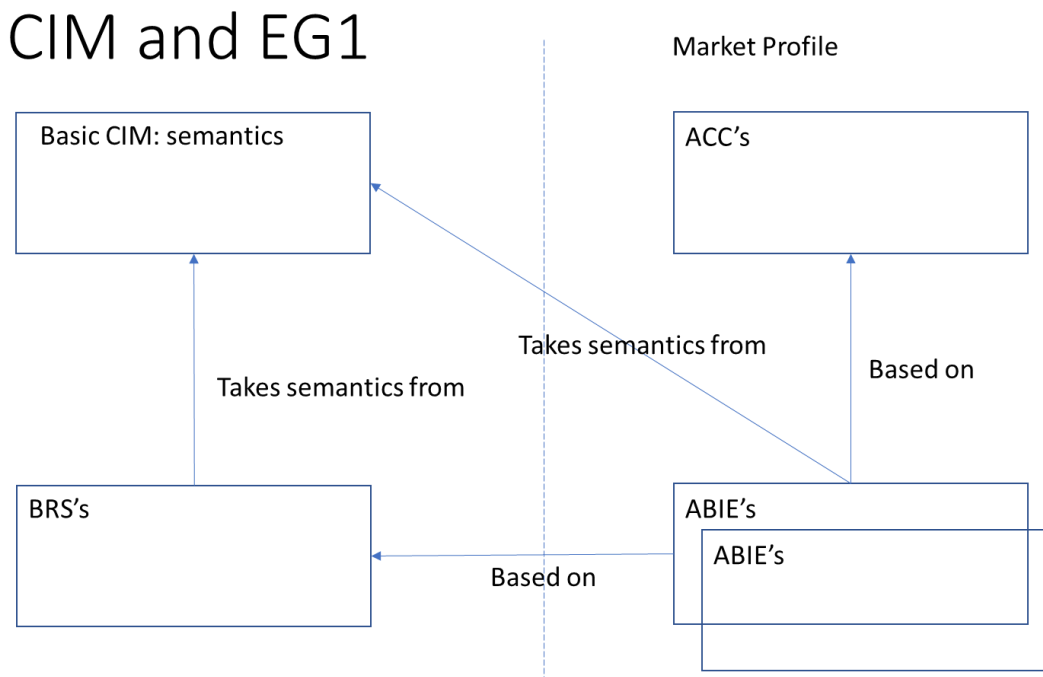 CIM and EG1
Market Profile
Basic CIM: semantics
ACC’s
Takes semantics from
Based on
Takes semantics from
BRS’s
ABIE’s
ABIE’s
Based on